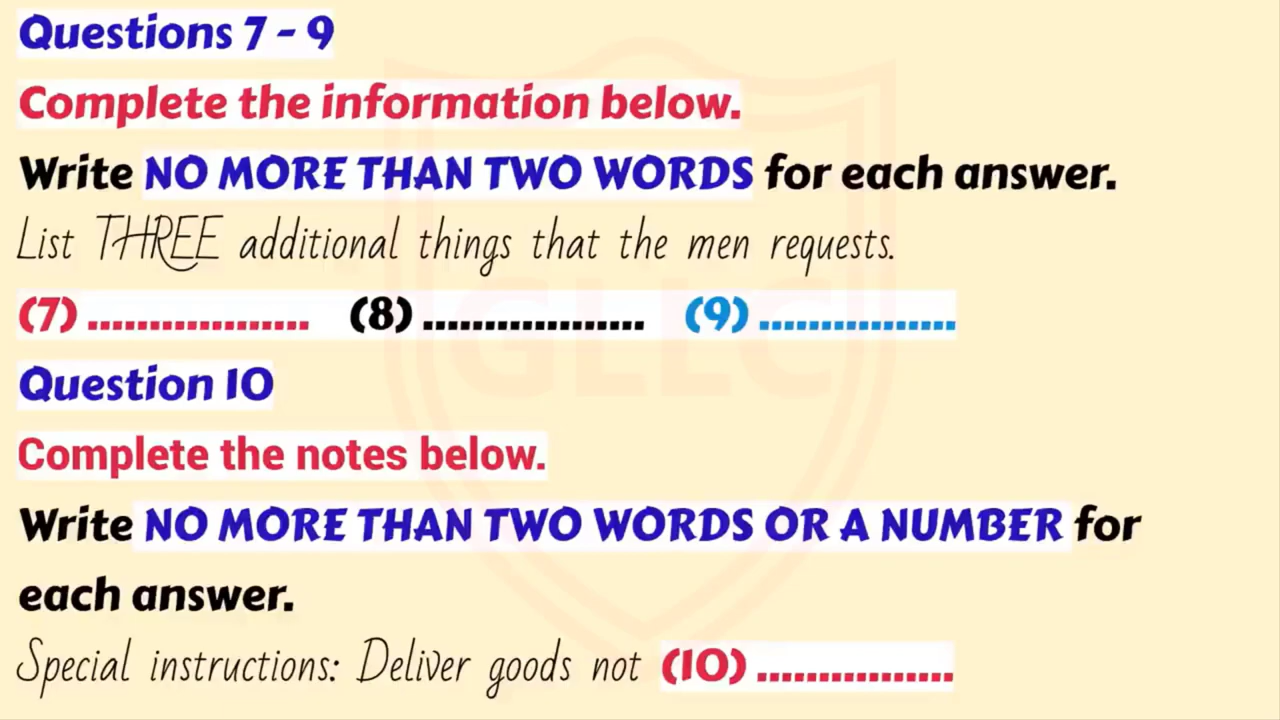 Questions 7 - 9
Complete the information below.
Write NO MORE THAN TWO WORDS for each answer.
List THREE additional things that the men requests.
(7) .................. (8) .................. (9) ................
Question 10
Complete the notes below.
Write NO MORE THAN TWO WORDS OR A NUMBER for
each answer.
Special instructions: Deliver goods not (10) ................
GLLC